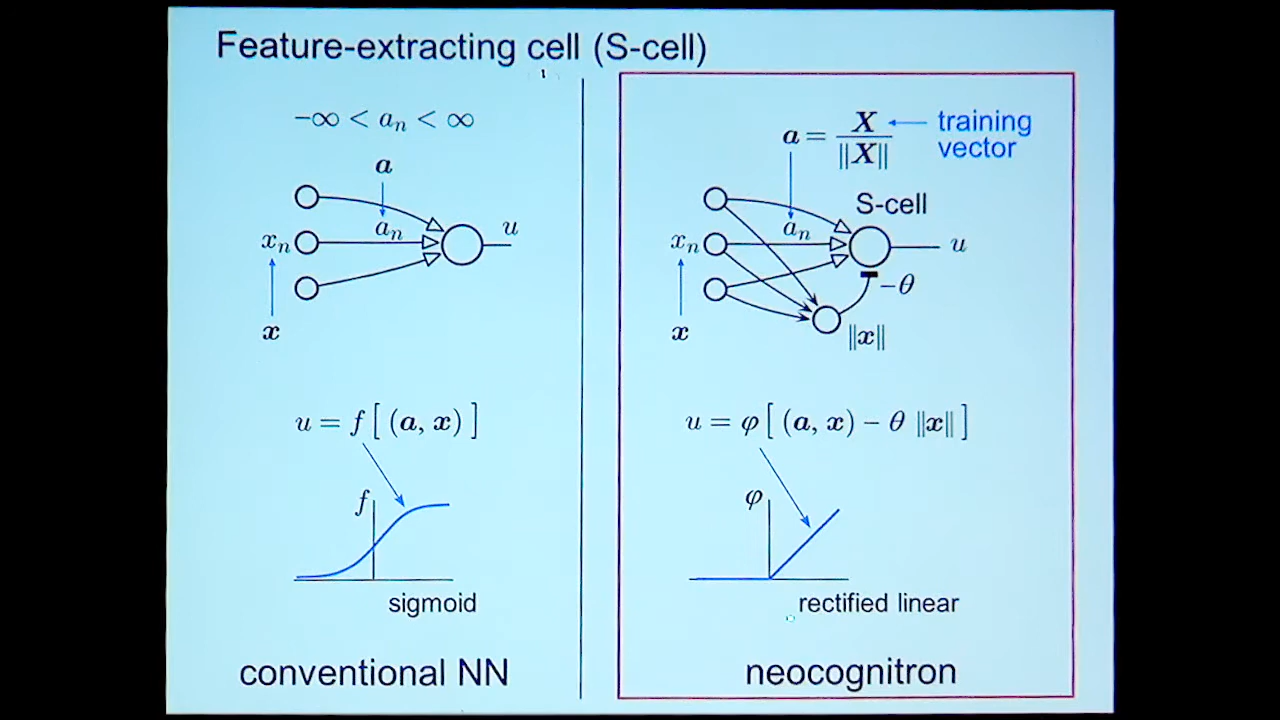 Feature-extracting cell (S-cell)
−∞ < aₙ < ∞
a
aₙ
xₙ
u
x
u = f [ (a, x) ]
f
sigmoid
conventional NN
a = X / ‖X‖
training
vector
S-cell
aₙ
xₙ
u
−θ
x
‖x‖
u = φ [ (a, x) − θ ‖x‖ ]
φ
rectified linear
neocognitron